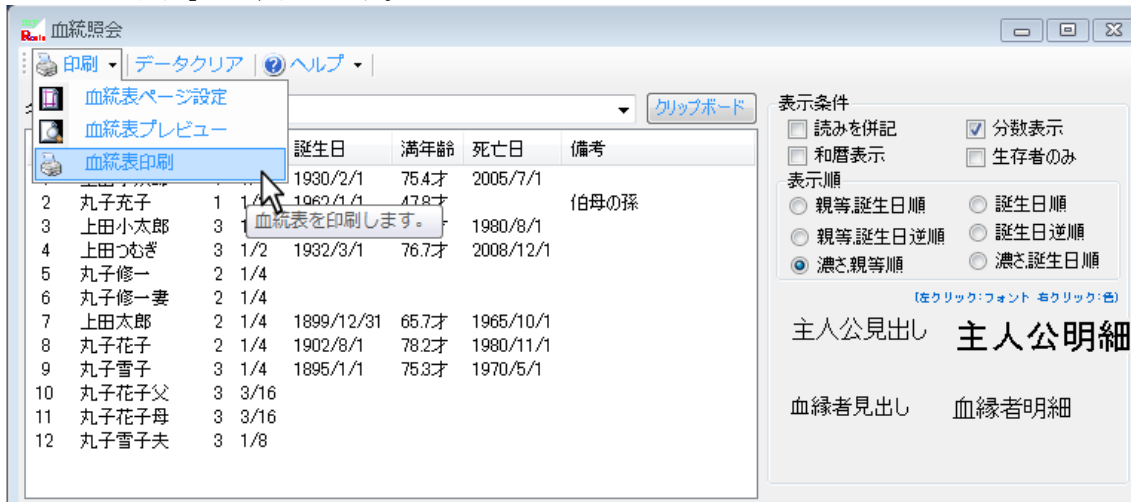 血統照会
印刷 データクリア ヘルプ
血統表ページ設定
血統表プレビュー
血統表印刷
クリップボード
誕生日 満年齢 死亡日 備考
1930/2/1 75.4才 2005/7/1
2 丸子充子 1 1962/1/1 47.8才 伯母の孫
血統表を印刷します。
3 上田小太郎 3 1980/8/1
4 上田つむぎ 3 1/2 1932/3/1 76.7才 2008/12/1
5 丸子修一 2 1/4
6 丸子修一妻 2 1/4
7 上田太郎 2 1/4 1899/12/31 65.7才 1965/10/1
8 丸子花子 2 1/4 1902/8/1 78.2才 1980/11/1
9 丸子雪子 3 1/4 1895/1/1 75.3才 1970/5/1
10 丸子花子父 3 3/16
11 丸子花子母 3 3/16
12 丸子雪子夫 3 1/8
表示条件
読みを併記 分数表示
和暦表示 生存者のみ
表示順
親等,誕生日順 誕生日順
親等,誕生日逆順 誕生日逆順
濃さ,親等順 濃さ,誕生日順
(左クリック:フォント 右クリック:色)
主人公見出し 主人公明細
血縁者見出し 血縁者明細